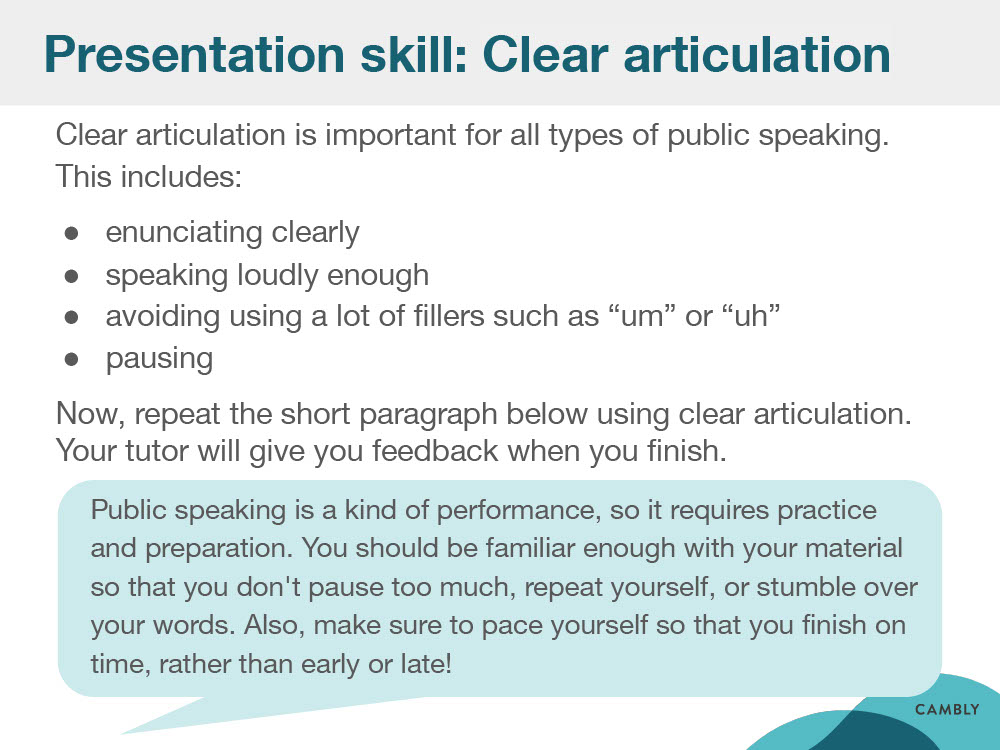 Presentation skill: Clear articulation
Clear articulation is important for all types of public speaking.
This includes:
● enunciating clearly
● speaking loudly enough
● avoiding using a lot of fillers such as “um” or “uh”
● pausing
Now, repeat the short paragraph below using clear articulation.
Your tutor will give you feedback when you finish.
Public speaking is a kind of performance, so it requires practice
and preparation. You should be familiar enough with your material
so that you don't pause too much, repeat yourself, or stumble over
your words. Also, make sure to pace yourself so that you finish on
time, rather than early or late!
CAMBLY